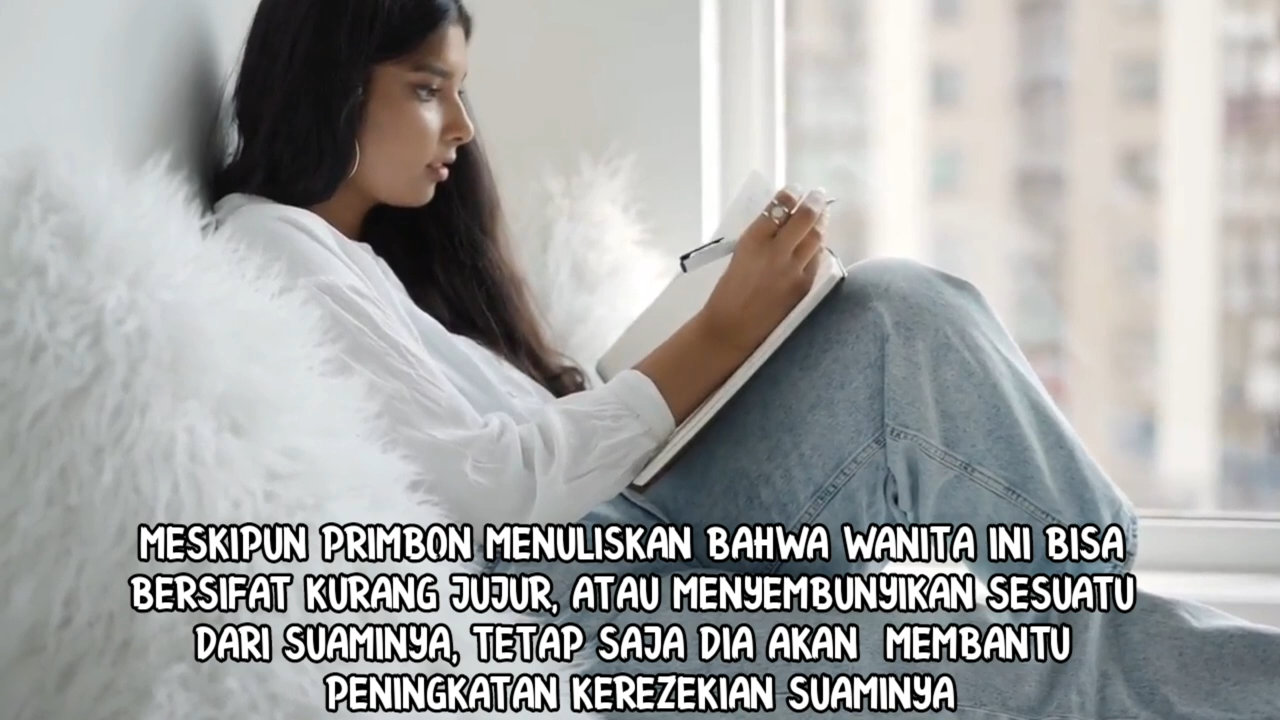 MESKIPUN PRIMBON MENULISKAN BAHWA WANITA INI BISA
BERSIFAT KURANG JUJUR, ATAU MENYEMBUNYIKAN SESUATU
DARI SUAMINYA, TETAP SAJA DIA AKAN MEMBANTU
PENINGKATAN KEREZEKIAN SUAMINYA